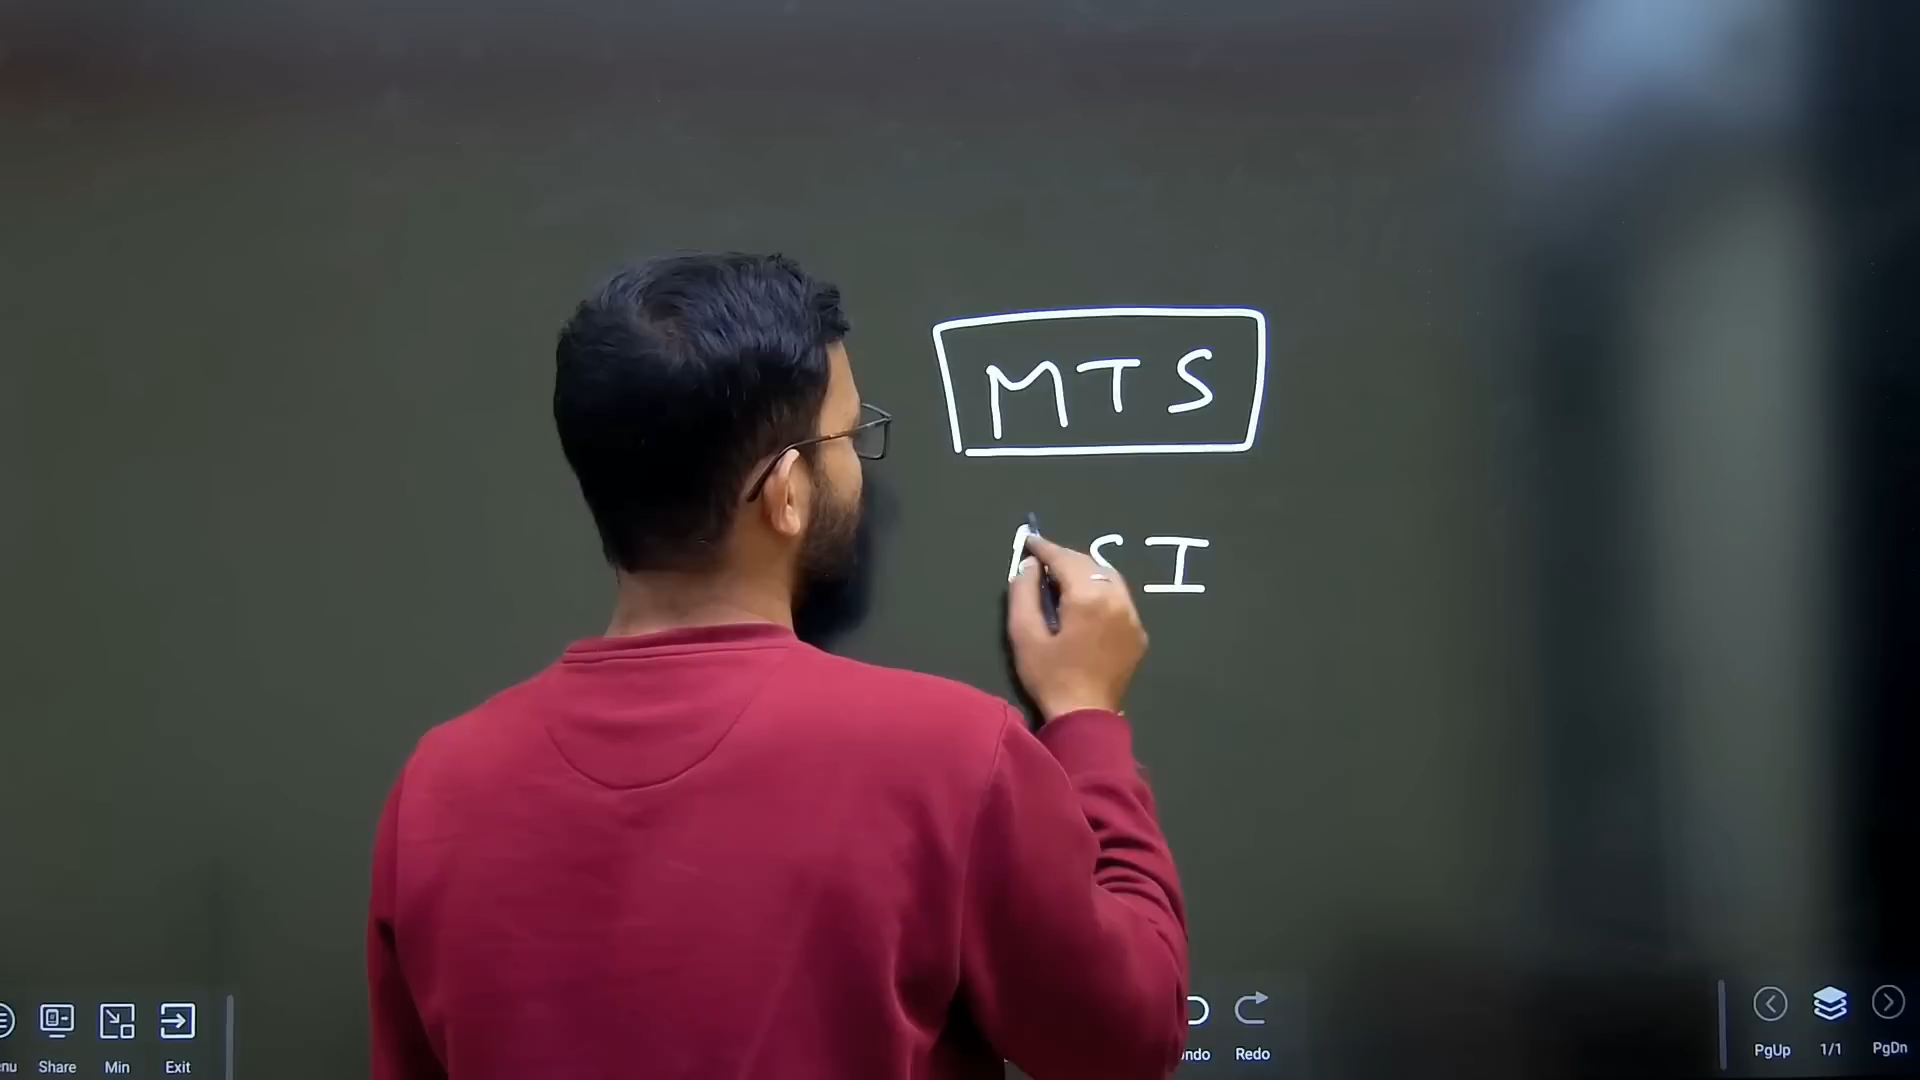 MTS
SI
Share
Min
Exit
Redo
PgUp
1/1
PgDn